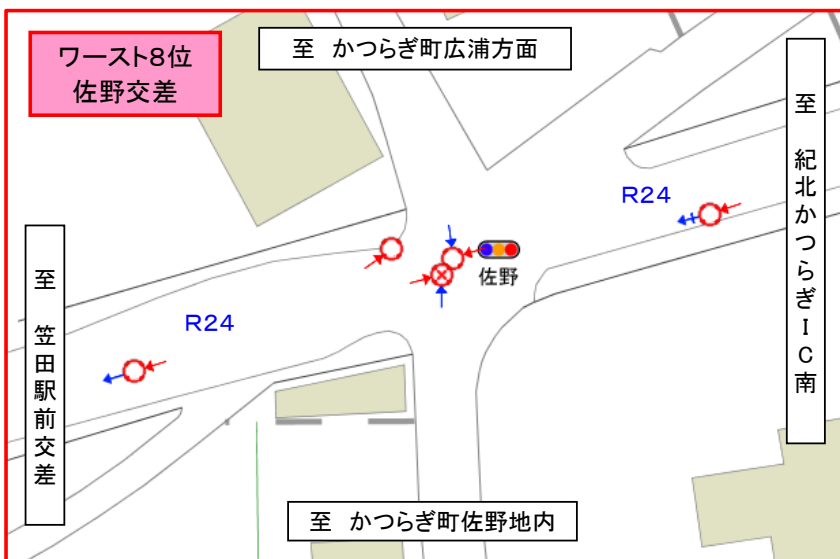 ワースト8位
佐野交差
至 かつらぎ町広浦方面
至 紀北かつらぎIC南
R24
佐野
至 笠田駅前交差
R24
至 かつらぎ町佐野地内